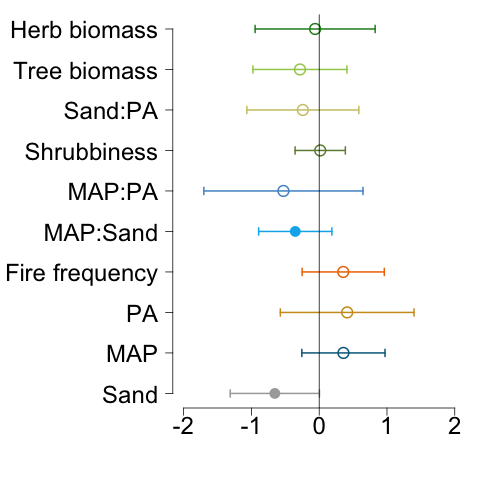 Herb biomass
Tree biomass
Sand:PA
Shrubbiness
MAP:PA
MAP:Sand
Fire frequency
PA
MAP
Sand
-2 -1 0 1 2